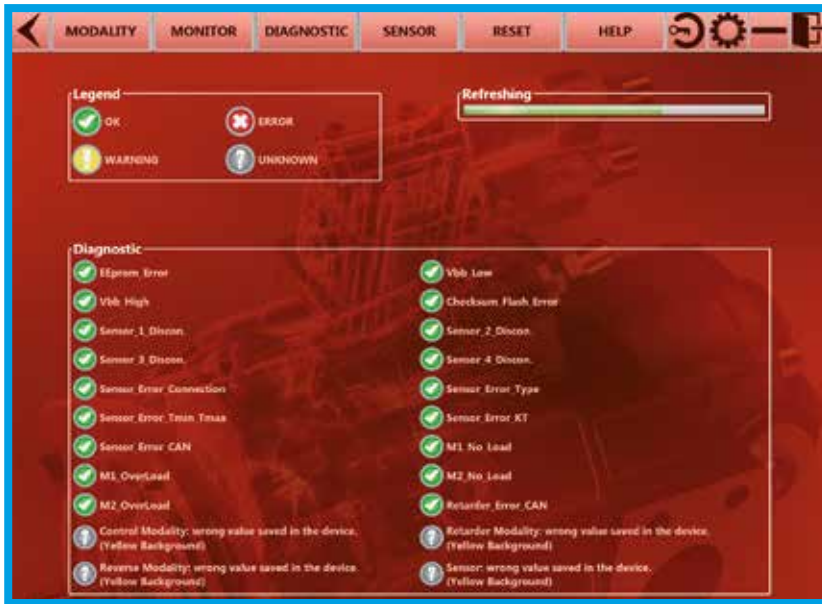 MODALITY MONITOR DIAGNOSTIC SENSOR RESET HELP
Legend
OK ERROR
WARNING UNKNOWN
Refreshing
Diagnostic
EEprom_Error Vbb_Low
Vbb_High Checksum_Flash_Error
Sensor_1_Discon. Sensor_2_Discon.
Sensor_3_Discon. Sensor_4_Discon.
Sensor_Error_Connection Sensor_Error_Type
Sensor_Error_Tmin_Tmax Sensor_Error_KT
Sensor_Error_CAN M1_No_Load
M1_OverLoad M2_No_Load
M2_OverLoad Retarder_Error_CAN
Control Modality: wrong value saved in the device. Retarder Modality: wrong value saved in the device.
(Yellow Background) (Yellow Background)
Reverse Modality: wrong value saved in the device. Sensor: wrong value saved in the device.
(Yellow Background) (Yellow Background)